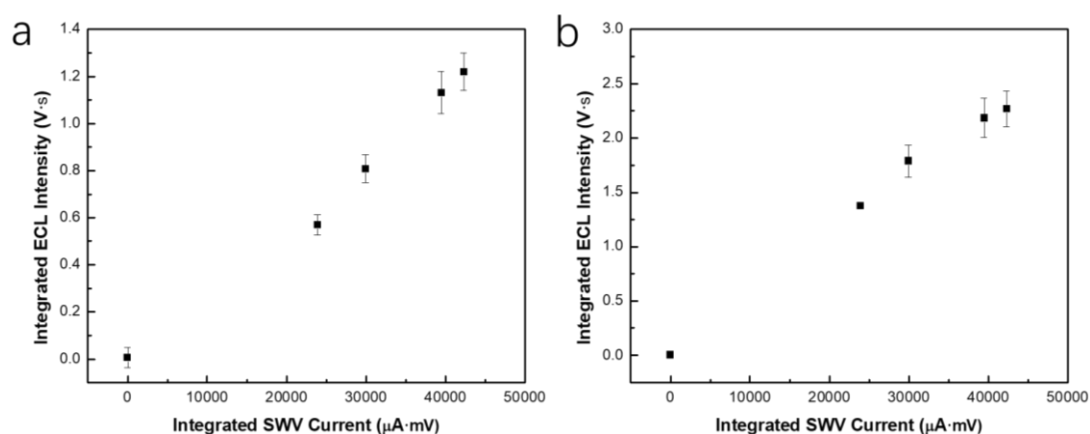 a
Integrated ECL Intensity (V·s)
1.4
1.2
1.0
0.8
0.6
0.4
0.2
0.0
0 10000 20000 30000 40000 50000
Integrated SWV Current (μA·mV)
b
Integrated ECL Intensity (V·s)
3.0
2.5
2.0
1.5
1.0
0.5
0.0
0 10000 20000 30000 40000 50000
Integrated SWV Current (μA·mV)